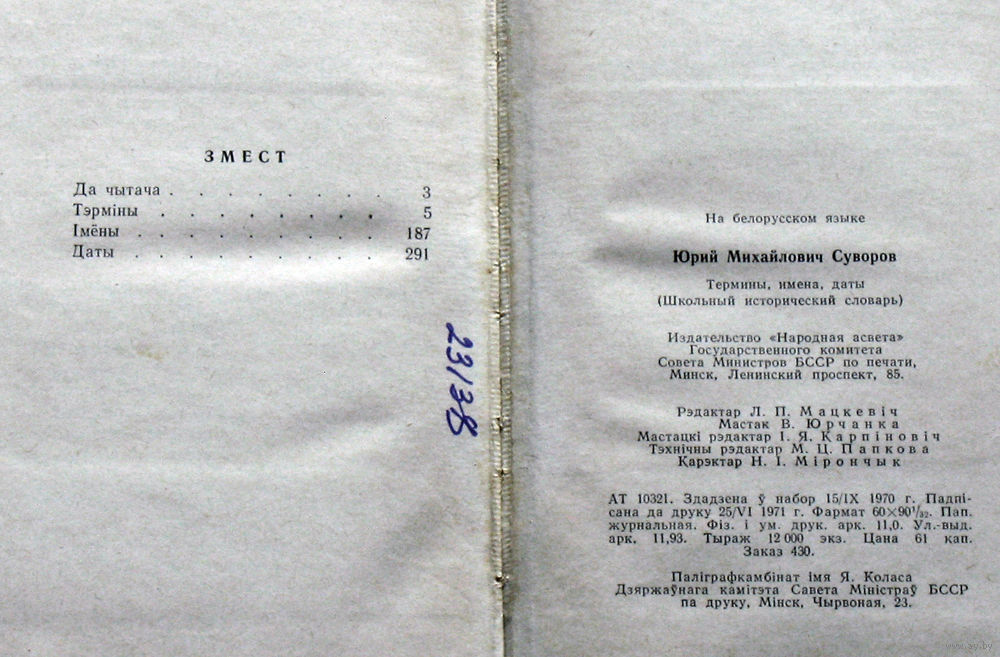 ЗМЕСТ
Да чытача . . . . . . . . 3
Тэрміны . . . . . . . . 5
Імёны . . . . . . . . . 187
Даты . . . . . . . . . 291
23138
На белорусском языке
Юрий Михайлович Суворов
Термины, имена, даты
(Школьный исторический словарь)
Издательство «Народная асвета»
Государственного комитета
Совета Министров БССР по печати,
Минск, Ленинский проспект, 85.
Рэдактар Л. П. Мацкевіч
Мастак В. Юрчанка
Мастацкі рэдактар І. Я. Карпіновіч
Тэхнічны рэдактар М. Ц. Папкова
Карэктар Н. І. Мірончык
АТ 10321. Здадзена ў набор 15/IX 1970 г. Падпі-
сана да друку 25/VI 1971 г. Фармат 60×90¹/₃₂. Пап.
журнальная. Фіз. і ум. друк. арк. 11,0. Ул.-выд.
арк. 11,93. Тыраж 12 000 экз. Цана 61 кап.
Заказ 430.
Паліграфкамбінат імя Я. Коласа
Дзяржаўнага камітэта Савета Міністраў БССР
па друку, Мінск, Чырвоная, 23.
www.ay.by